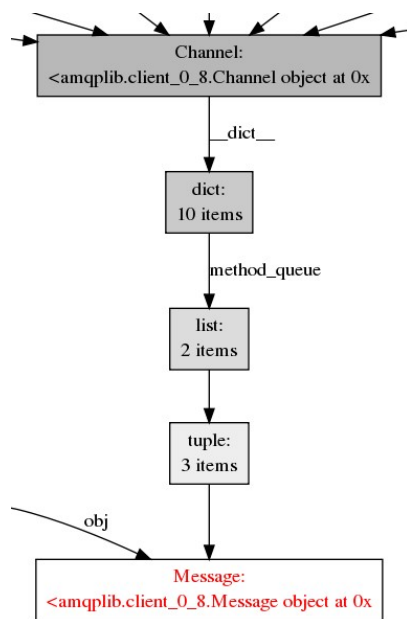 Channel:
<amqplib.client_0_8.Channel object at 0x
__dict__
dict:
10 items
method_queue
list:
2 items
tuple:
3 items
obj
Message:
<amqplib.client_0_8.Message object at 0x